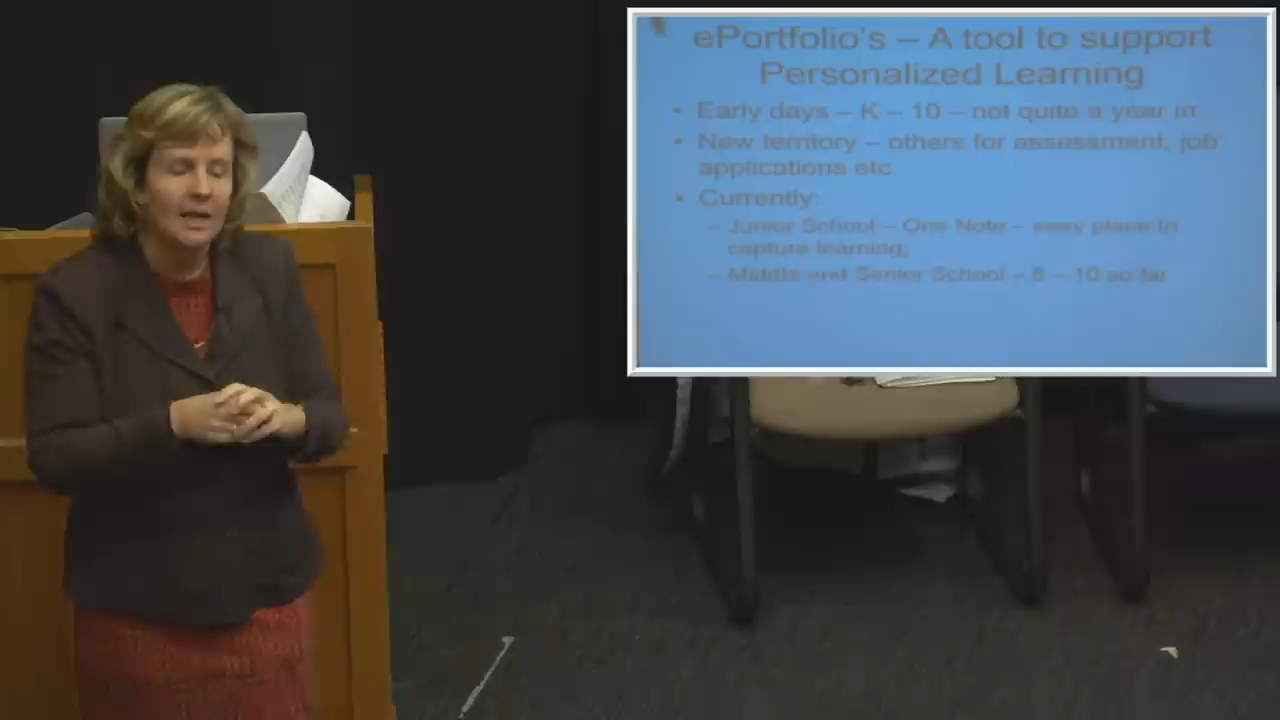 ePortfolio's – A tool to support
Personalized Learning
• Early days – K – 10 – not quite a year in
• New territory – others for assessment, job
applications etc.
• Currently:
– Junior School – One Note – easy place to
capture learning,
– Middle and Senior School – 6 – 10 so far